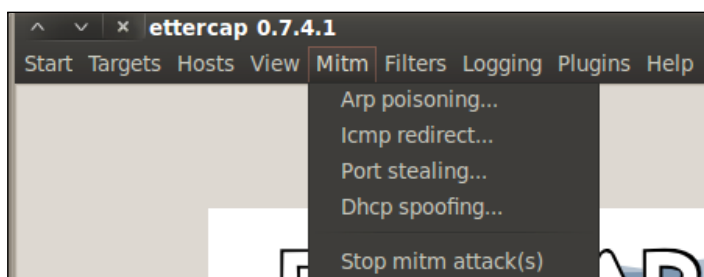 ettercap 0.7.4.1
Start Targets Hosts View Mitm Filters Logging Plugins Help
Arp poisoning...
Icmp redirect...
Port stealing...
Dhcp spoofing...
Stop mitm attack(s)